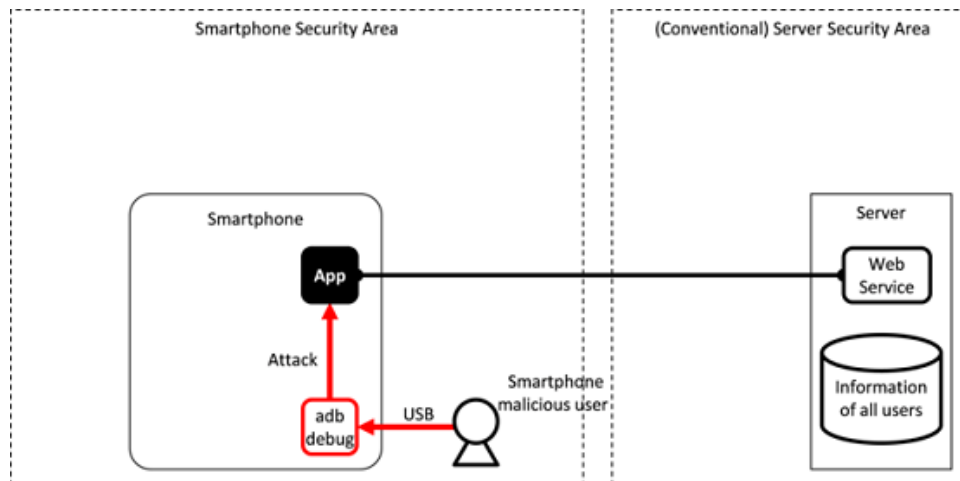 Smartphone Security Area
(Conventional) Server Security Area
Smartphone
Server
App
Web
Service
Attack
Smartphone
malicious user
USB
adb
debug
Information
of all users